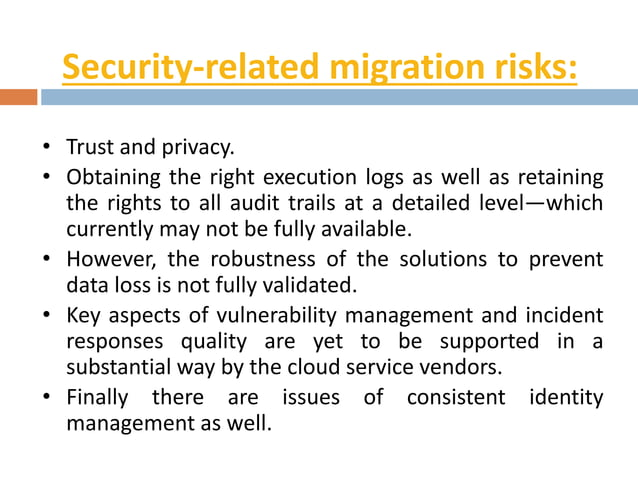 Security-related migration risks:
• Trust and privacy.
• Obtaining the right execution logs as well as retaining
the rights to all audit trails at a detailed level—which
currently may not be fully available.
• However, the robustness of the solutions to prevent
data loss is not fully validated.
• Key aspects of vulnerability management and incident
responses quality are yet to be supported in a
substantial way by the cloud service vendors.
• Finally there are issues of consistent identity
management as well.